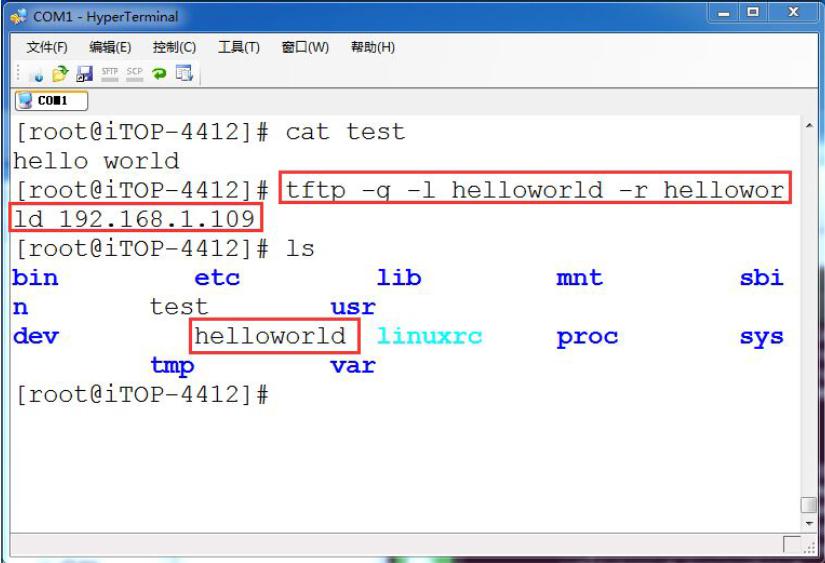 COM1 - HyperTerminal
文件(F) 编辑(E) 控制(C) 工具(T) 窗口(W) 帮助(H)
SFTP SCP
COM1
[root@iTOP-4412]# cat test
hello world
[root@iTOP-4412]# tftp -g -l helloworld -r hellowor
ld 192.168.1.109
[root@iTOP-4412]# ls
bin etc lib mnt sbi
n test usr
dev helloworld linuxrc proc sys
tmp var
[root@iTOP-4412]#